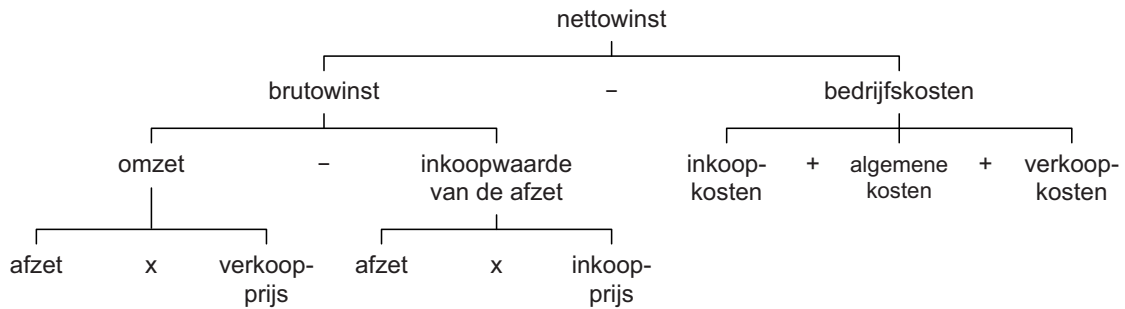 nettowinst
brutowinst – bedrijfskosten
omzet – inkoopwaarde van de afzet inkoop- kosten + algemene kosten + verkoop- kosten
afzet x verkoop- prijs afzet x inkoop- prijs